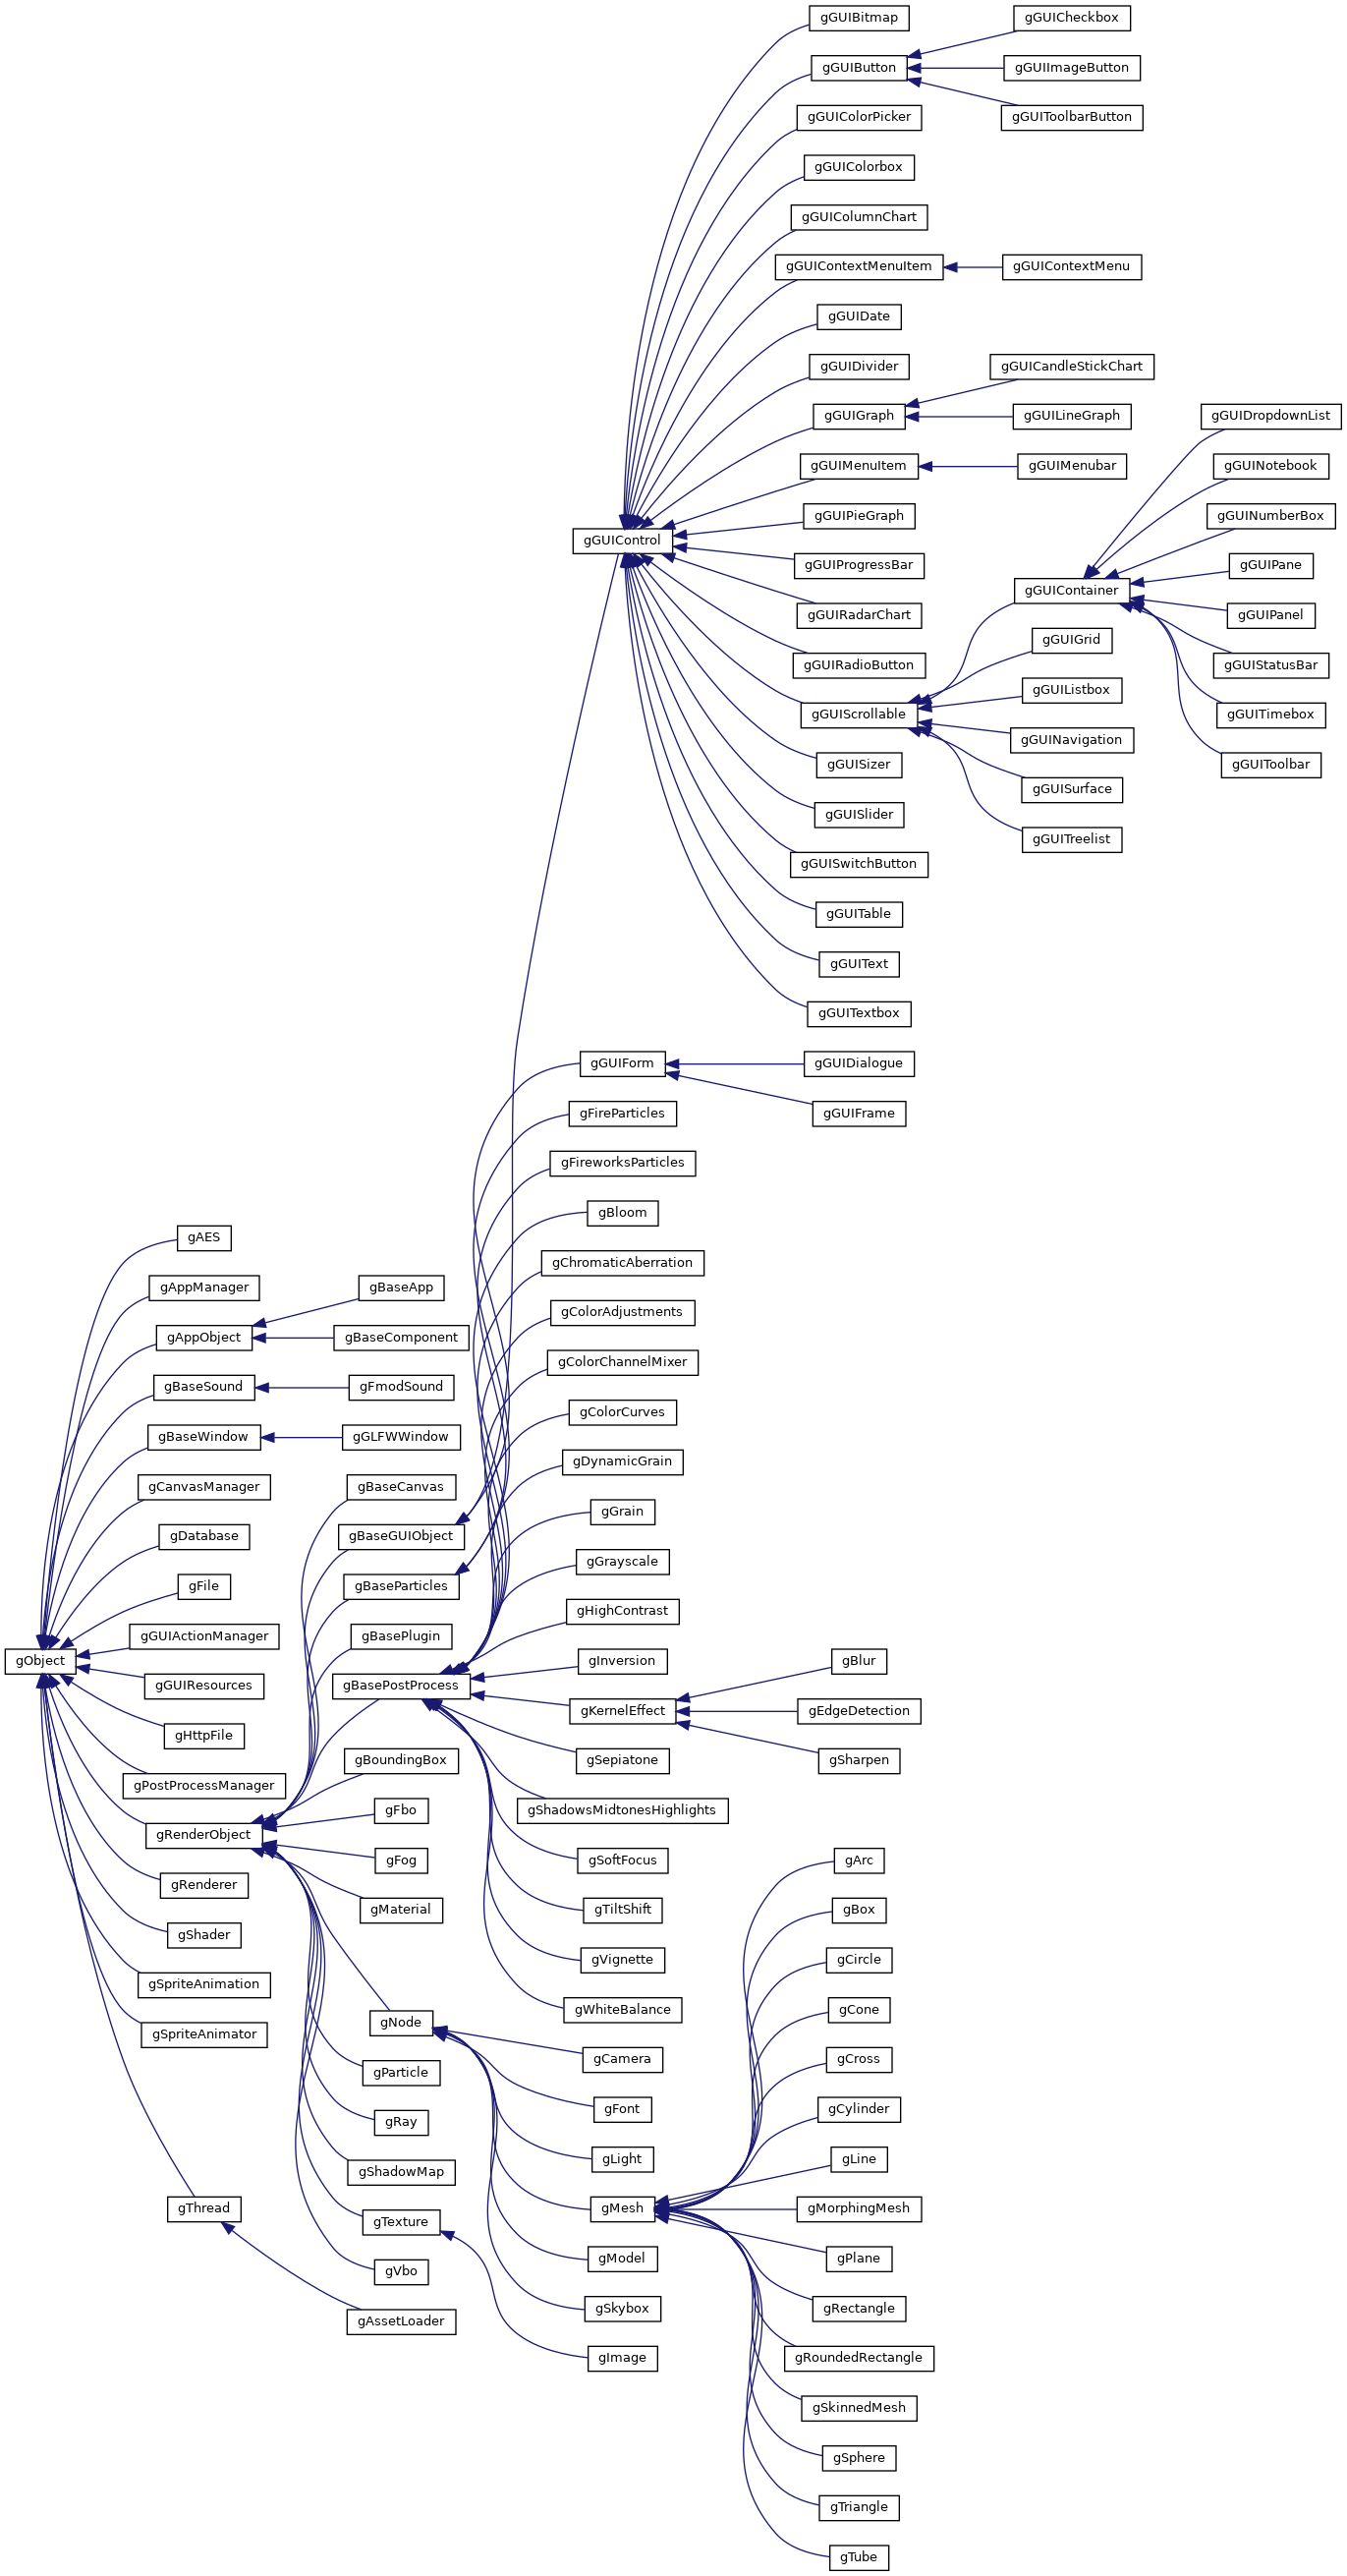 gGUIBitmap
gGUICheckbox
gGUIButton
gGUIImageButton
gGUIToolbarButton
gGUIColorPicker
gGUIColorbox
gGUIColumnChart
gGUIContextMenuItem
gGUIContextMenu
gGUIDate
gGUIDivider
gGUICandleStickChart
gGUIGraph
gGUILineGraph
gGUIDropdownList
gGUIMenuItem
gGUIMenubar
gGUINotebook
gGUIPieGraph
gGUINumberBox
gGUIControl
gGUIProgressBar
gGUIPane
gGUIContainer
gGUIRadarChart
gGUIPanel
gGUIGrid
gGUIRadioButton
gGUIStatusBar
gGUIListbox
gGUIScrollable
gGUITimebox
gGUINavigation
gGUISizer
gGUIToolbar
gGUISurface
gGUISlider
gGUITreelist
gGUISwitchButton
gGUITable
gGUIText
gGUITextbox
gGUIForm
gGUIDialogue
gFireParticles
gGUIFrame
gFireworksParticles
gBloom
gAES
gChromaticAberration
gAppManager
gBaseApp
gColorAdjustments
gAppObject
gBaseComponent
gColorChannelMixer
gBaseSound
gFmodSound
gColorCurves
gBaseWindow
gGLFWWindow
gDynamicGrain
gCanvasManager
gBaseCanvas
gGrain
gDatabase
gBaseGUIObject
gGrayscale
gFile
gBaseParticles
gHighContrast
gGUIActionManager
gBasePlugin
gInversion
gBlur
gObject
gGUIResources
gBasePostProcess
gKernelEffect
gEdgeDetection
gHttpFile
gBoundingBox
gSepiatone
gSharpen
gPostProcessManager
gFbo
gShadowsMidtonesHighlights
gRenderObject
gFog
gSoftFocus
gArc
gRenderer
gMaterial
gTiltShift
gBox
gShader
gVignette
gCircle
gSpriteAnimation
gNode
gWhiteBalance
gCone
gSpriteAnimator
gParticle
gCamera
gCross
gRay
gFont
gCylinder
gShadowMap
gLight
gLine
gThread
gTexture
gMesh
gMorphingMesh
gVbo
gModel
gPlane
gAssetLoader
gSkybox
gRectangle
gImage
gRoundedRectangle
gSkinnedMesh
gSphere
gTriangle
gTube